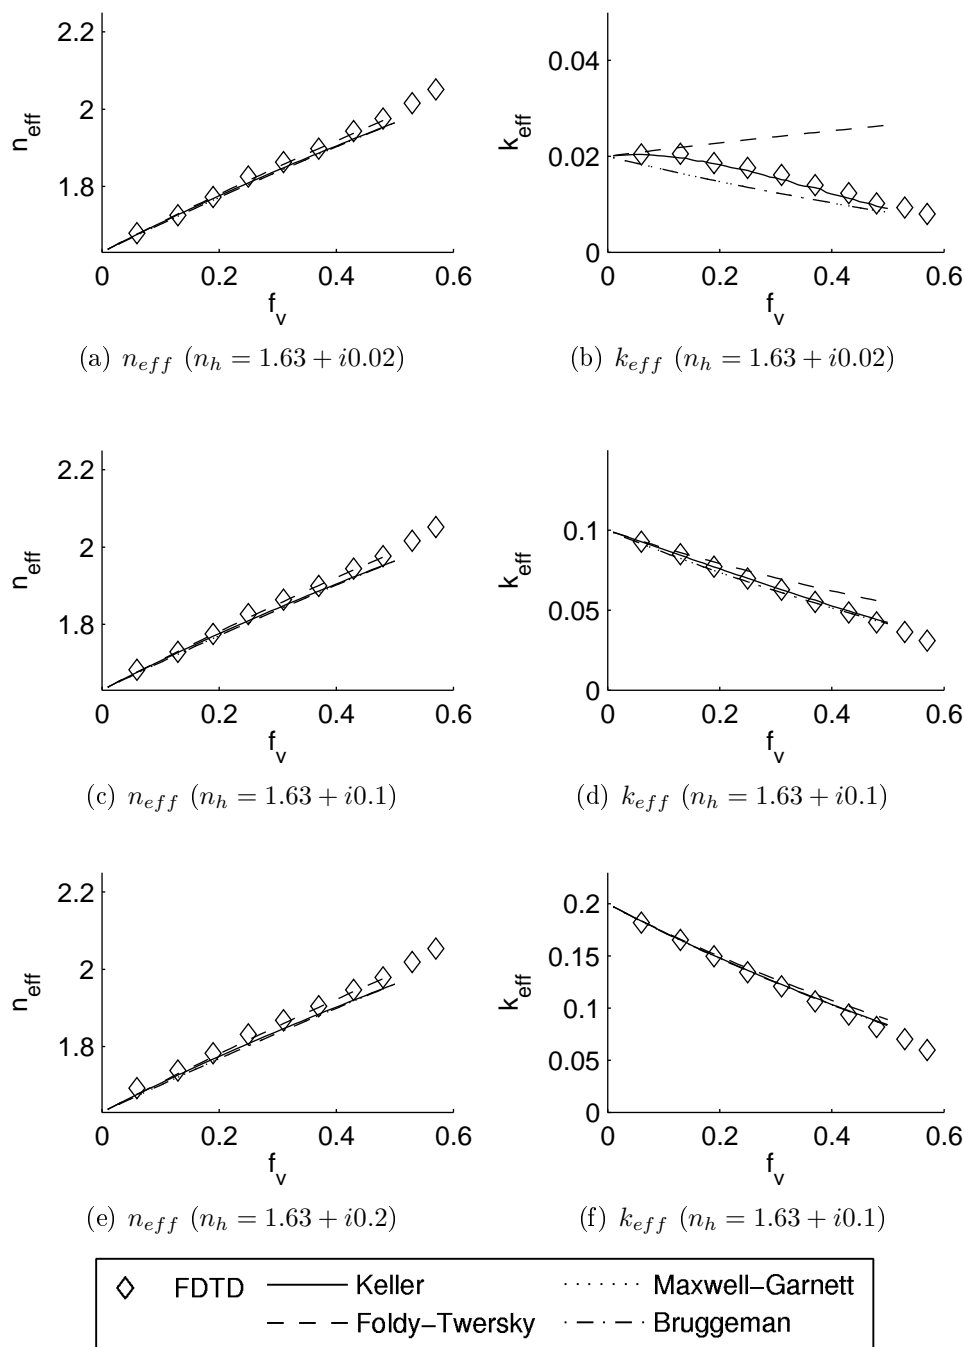 2.2
2
1.8
n_eff
0 0.2 0.4 0.6
f_v
(a) n_eff (n_h = 1.63 + i0.02)
0.04
0.02
0
k_eff
0 0.2 0.4 0.6
f_v
(b) k_eff (n_h = 1.63 + i0.02)
2.2
2
1.8
n_eff
0 0.2 0.4 0.6
f_v
(c) n_eff (n_h = 1.63 + i0.1)
0.1
0.05
0
k_eff
0 0.2 0.4 0.6
f_v
(d) k_eff (n_h = 1.63 + i0.1)
2.2
2
1.8
n_eff
0 0.2 0.4 0.6
f_v
(e) n_eff (n_h = 1.63 + i0.2)
0.2
0.15
0.1
0.05
0
k_eff
0 0.2 0.4 0.6
f_v
(f) k_eff (n_h = 1.63 + i0.1)
FDTD
Keller
Foldy-Twersky
Maxwell-Garnett
Bruggeman